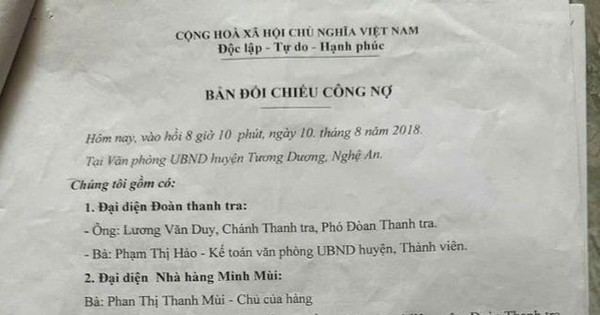 CỘNG HOÀ XÃ HỘI CHỦ NGHĨA VIỆT NAM
Độc lập - Tự do - Hạnh phúc
BẢN ĐỐI CHIẾU CÔNG NỢ
Hôm nay, vào hồi 8 giờ 10 phút, ngày 10. tháng 8 năm 2018.
Tại Văn phòng UBND huyện Tương Dương, Nghệ An.
Chúng tôi gồm có:
1. Đại diện Đoàn thanh tra:
- Ông: Lương Văn Duy, Chánh Thanh tra, Phó Đòan Thanh tra.
- Bà: Phạm Thị Hảo - Kế toán văn phòng UBND huyện, Thành viên.
2. Đại diện Nhà hàng Minh Mùi:
Bà: Phan Thị Thanh Mùi - Chủ cửa hàng